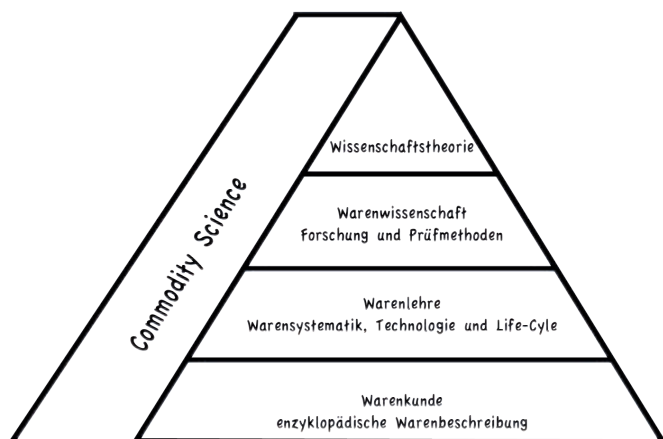 Commodity Science
Wissenschaftstheorie
Warenwissenschaft
Forschung und Prüfmethoden
Warenlehre
Warensystematik, Technologie und Life-Cyle
Warenkunde
enzyklopädische Warenbeschreibung